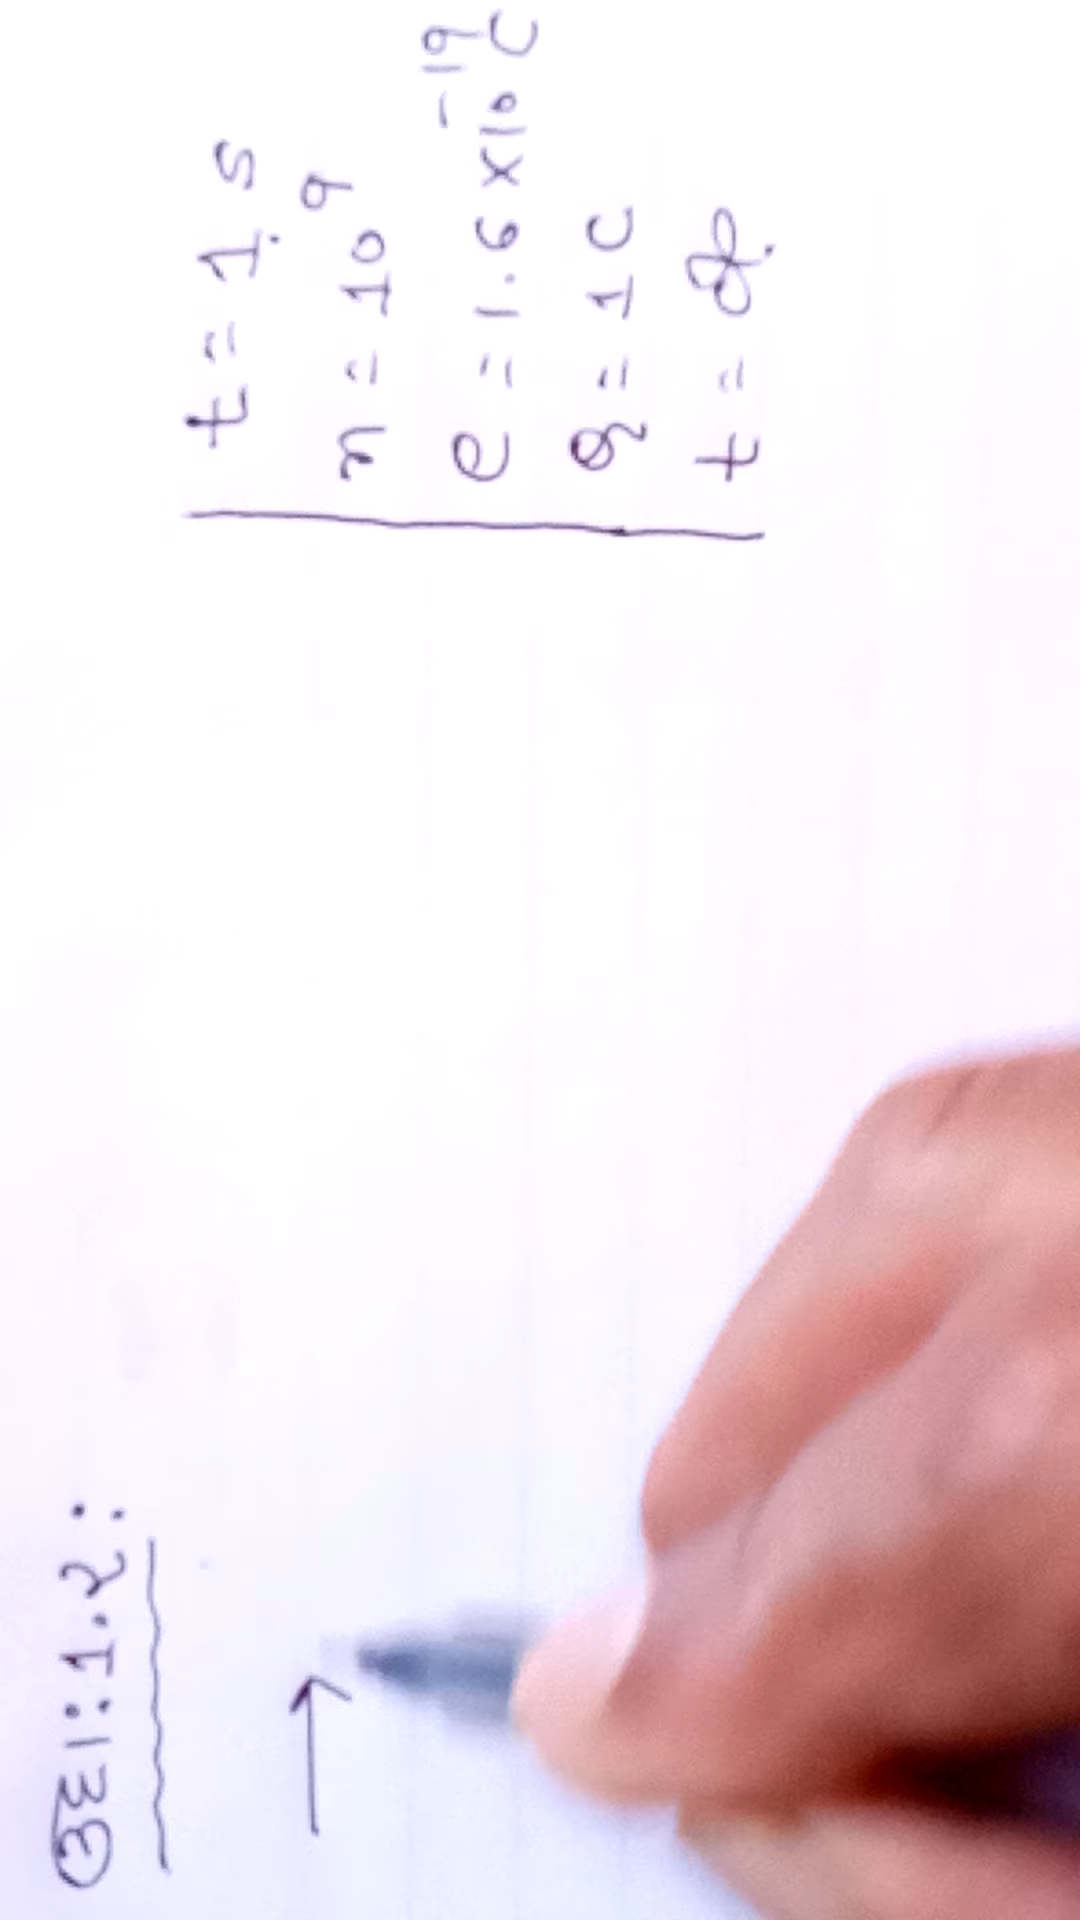 ઉદા:1.2:
t = 1 s
n = 10⁹
e = 1.6 × 10⁻¹⁹ C
q = 1 C
t = ?
→